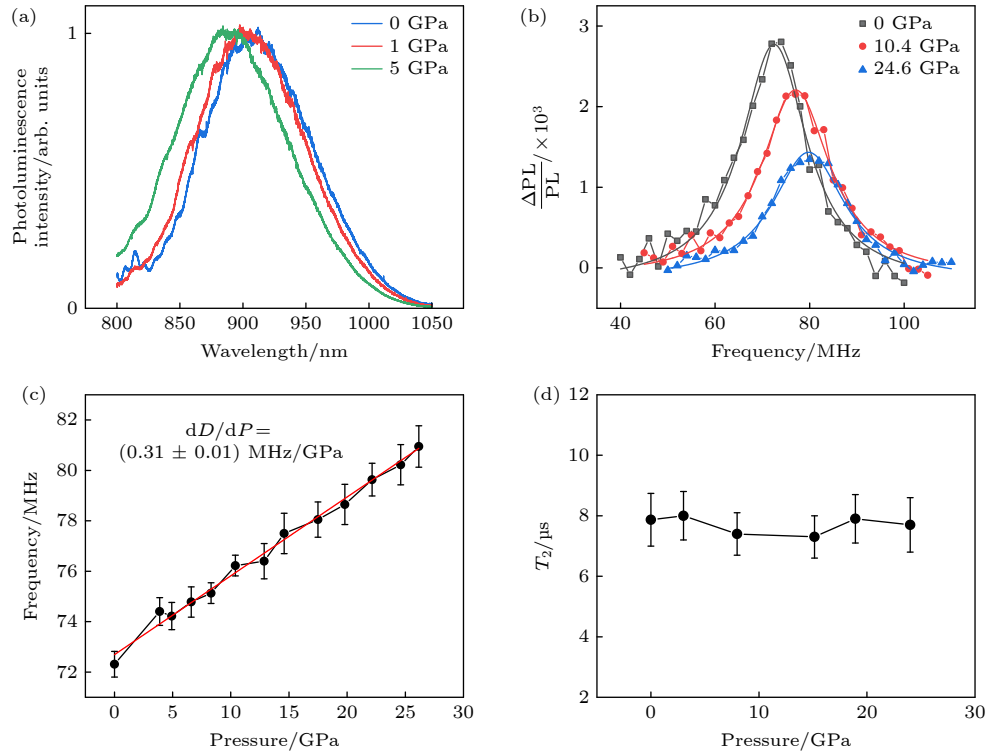 (a)
0 GPa
1 GPa
5 GPa
Photoluminescence
intensity/arb. units
1
0
800 850 900 950 1000 1050
Wavelength/nm
(b)
0 GPa
10.4 GPa
24.6 GPa
ΔPL
PL
/×10³
3
2
1
0
40 60 80 100
Frequency/MHz
(c)
dD/dP=
(0.31 ± 0.01) MHz/GPa
Frequency/MHz
82
80
78
76
74
72
0 5 10 15 20 25 30
Pressure/GPa
(d)
T₂/μs
12
10
8
6
4
2
0 10 20 30
Pressure/GPa